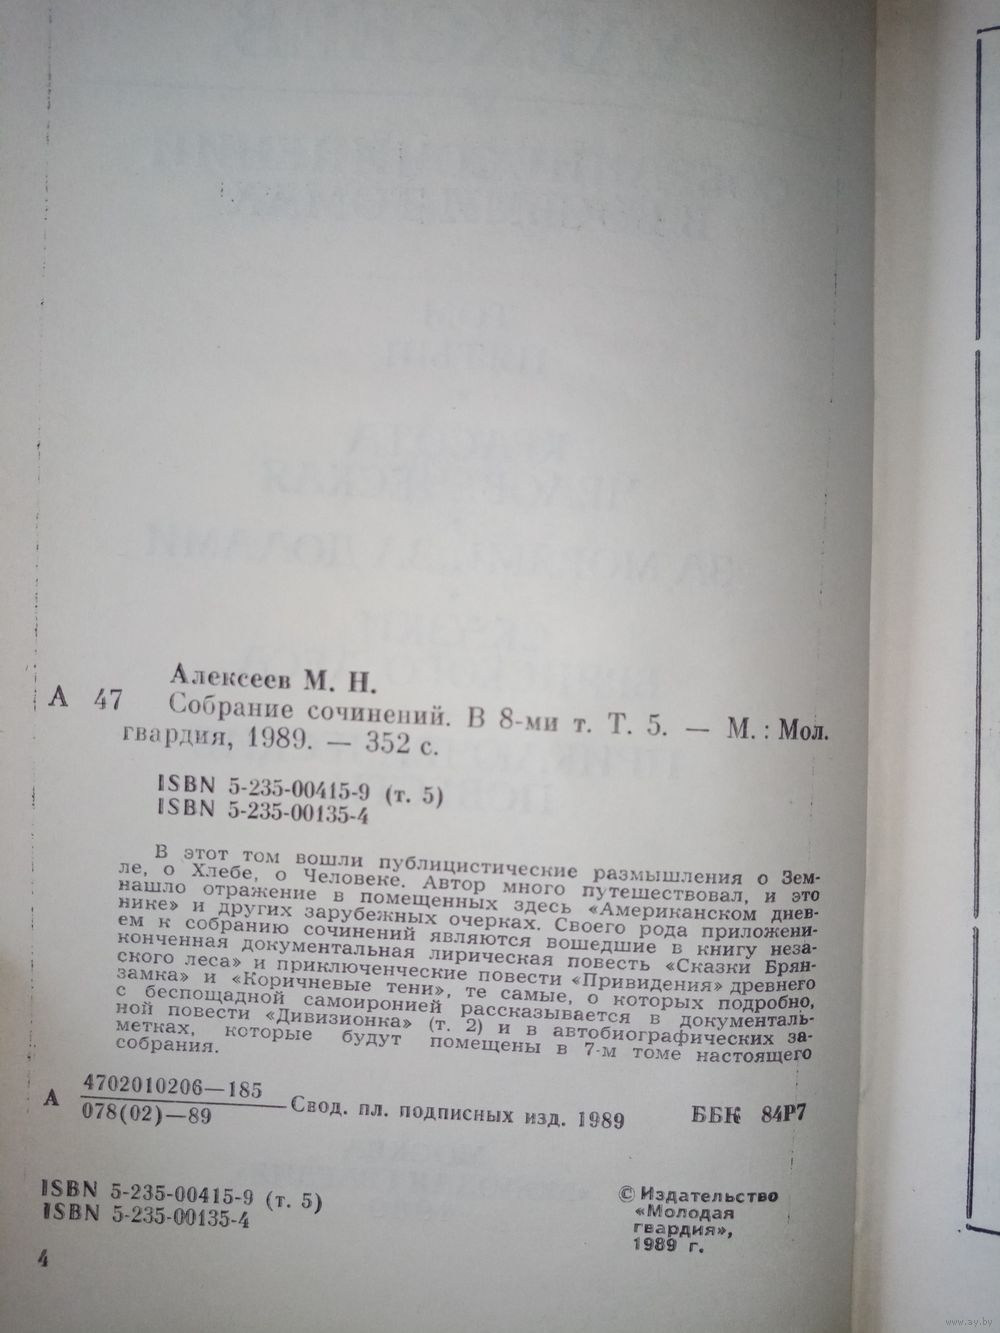 Алексеев М. Н.
А 47 Собрание сочинений. В 8-ми т. Т. 5. — М. : Мол.
гвардия, 1989. — 352 с.
ISBN 5-235-00415-9 (т. 5)
ISBN 5-235-00135-4
В этот том вошли публицистические размышления о Зем-
ле, о Хлебе, о Человеке. Автор много путешествовал, и это
нашло отражение в помещенных здесь «Американском днев-
нике» и других зарубежных очерках. Своего рода приложени-
ем к собранию сочинений являются вошедшие в книгу неза-
конченная документальная лирическая повесть «Сказки Брян-
ского леса» и приключенческие повести «Привидения» древнего
замка» и «Коричневые тени», те самые, о которых подробно,
с беспощадной самоиронией рассказывается в документаль-
ной повести «Дивизионка» (т. 2) и в автобиографических за-
метках, которые будут помещены в 7-м томе настоящего
собрания.
А 4702010206—185
078(02)—89 Свод. пл. подписных изд. 1989 ББК 84Р7
ISBN 5-235-00415-9 (т. 5)
ISBN 5-235-00135-4
© Издательство
«Молодая
гвардия»,
1989 г.
4
www.ay.by